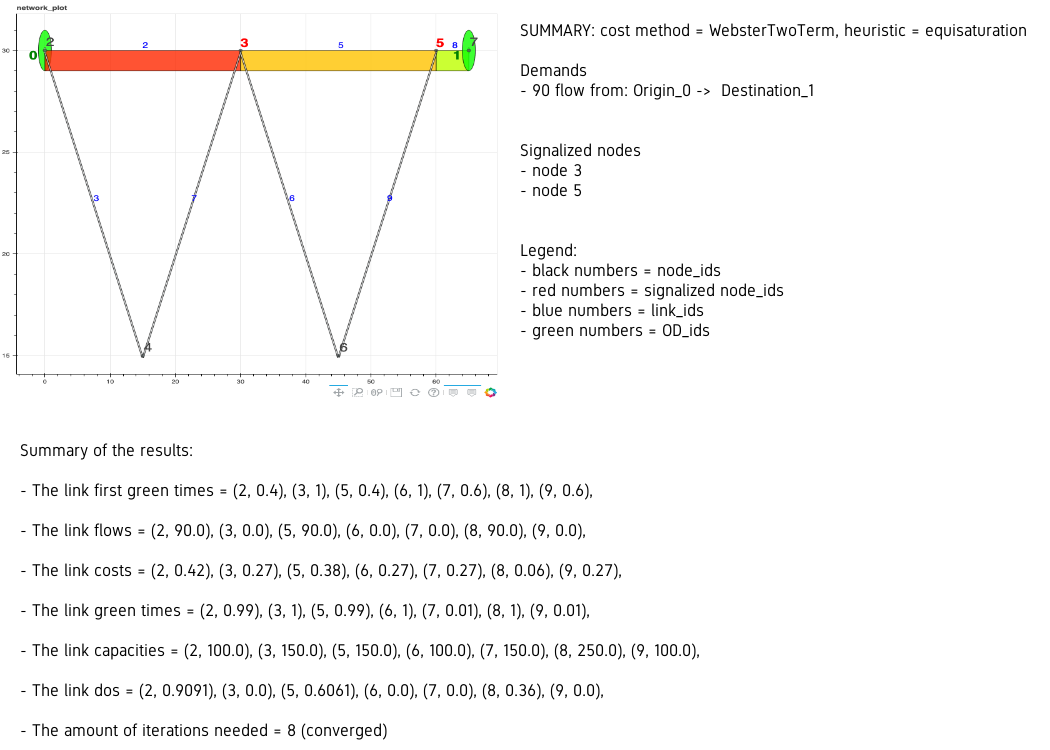 network_plot
2
3
5
5
8
7
2
0
1
30
3
7
6
9
25
20
4
6
15
0
10
20
30
40
50
60
SUMMARY: cost method = WebsterTwoTerm, heuristic = equisaturation
Demands
- 90 flow from: Origin_0 -> Destination_1
Signalized nodes
- node 3
- node 5
Legend:
- black numbers = node_ids
- red numbers = signalized node_ids
- blue numbers = link_ids
- green numbers = OD_ids
Summary of the results:
- The link first green times = (2, 0.4), (3, 1), (5, 0.4), (6, 1), (7, 0.6), (8, 1), (9, 0.6),
- The link flows = (2, 90.0), (3, 0.0), (5, 90.0), (6, 0.0), (7, 0.0), (8, 90.0), (9, 0.0),
- The link costs = (2, 0.42), (3, 0.27), (5, 0.38), (6, 0.27), (7, 0.27), (8, 0.06), (9, 0.27),
- The link green times = (2, 0.99), (3, 1), (5, 0.99), (6, 1), (7, 0.01), (8, 1), (9, 0.01),
- The link capacities = (2, 100.0), (3, 150.0), (5, 150.0), (6, 100.0), (7, 150.0), (8, 250.0), (9, 100.0),
- The link dos = (2, 0.9091), (3, 0.0), (5, 0.6061), (6, 0.0), (7, 0.0), (8, 0.36), (9, 0.0),
- The amount of iterations needed = 8 (converged)